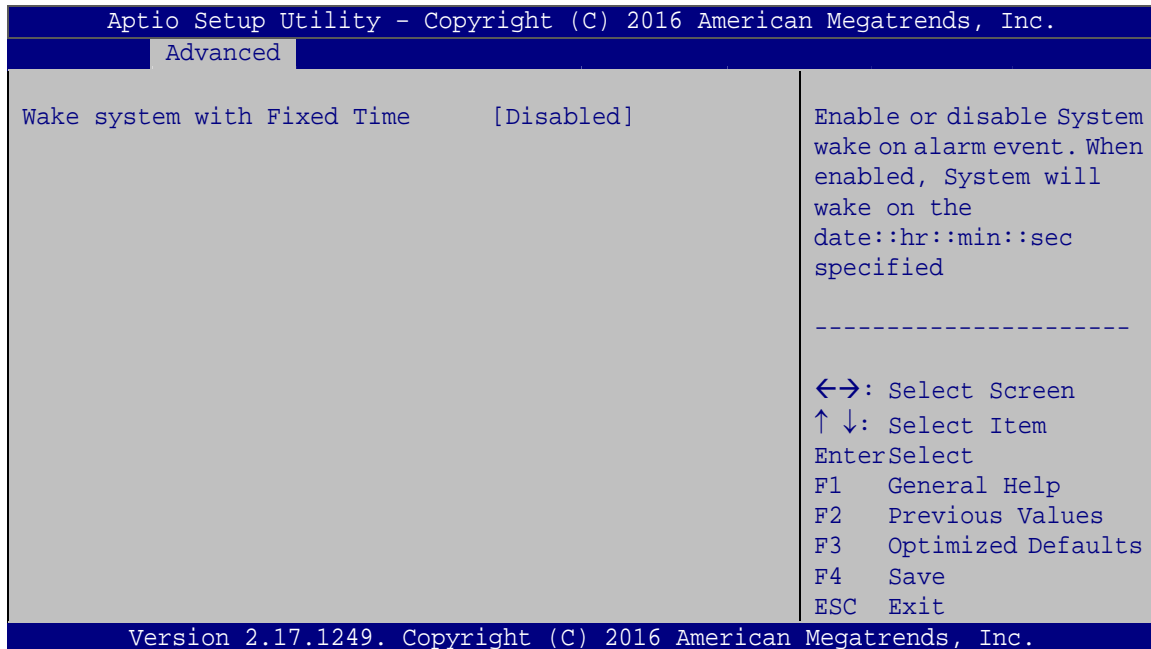 Aptio Setup Utility – Copyright (C) 2016 American Megatrends, Inc.
Advanced
Wake system with Fixed Time [Disabled]
Enable or disable System
wake on alarm event. When
enabled, System will
wake on the
date::hr::min::sec
specified
----------------------
←→: Select Screen
↑ ↓: Select Item
EnterSelect
F1 General Help
F2 Previous Values
F3 Optimized Defaults
F4 Save
ESC Exit
Version 2.17.1249. Copyright (C) 2016 American Megatrends, Inc.